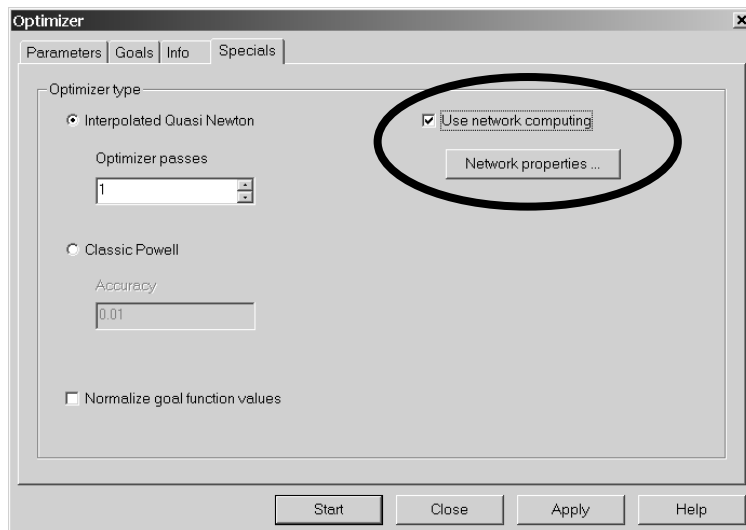 Optimizer
Parameters Goals Info Specials
Optimizer type
Interpolated Quasi Newton
Use network computing
Optimizer passes
Network properties ...
1
Classic Powell
Accuracy
0.01
Normalize goal function values
Start Close Apply Help